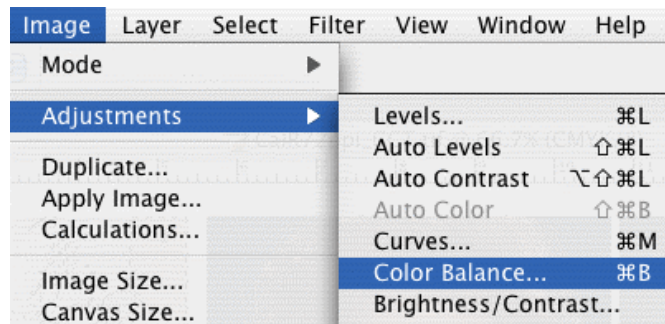 Image Layer Select Filter View Window Help
Mode
Adjustments
Duplicate...
Apply Image...
Calculations...
Image Size...
Canvas Size...
Levels... ⌘L
Auto Levels ⇧⌘L
Auto Contrast ⌥⇧⌘L
Auto Color ⇧⌘B
Curves... ⌘M
Color Balance... ⌘B
Brightness/Contrast...